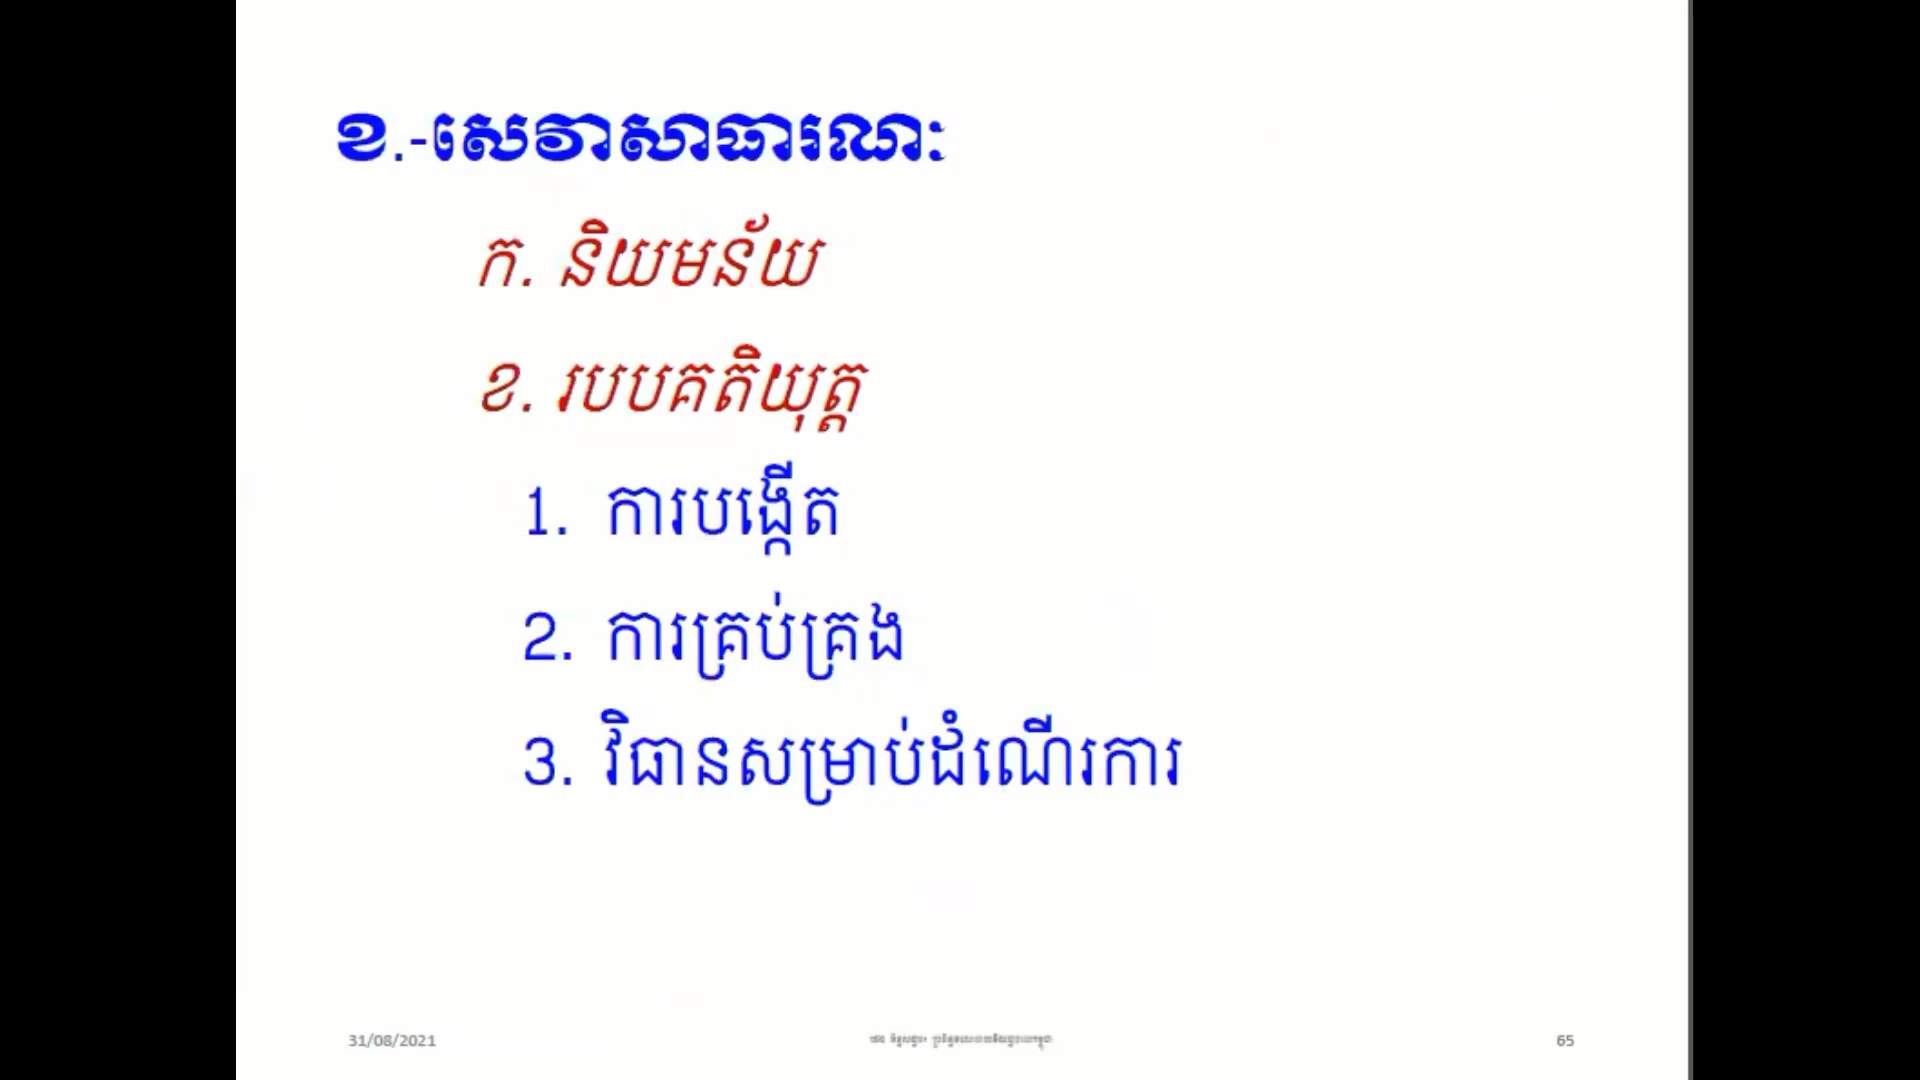 ខ.-សេវាសាធារណៈ
ក. និយមន័យ
ខ. របបគតិយុត្ត
1. ការបង្កើត
2. ការគ្រប់គ្រង
3. វិធានសម្រាប់ដំណើរការ
31/08/2021
65